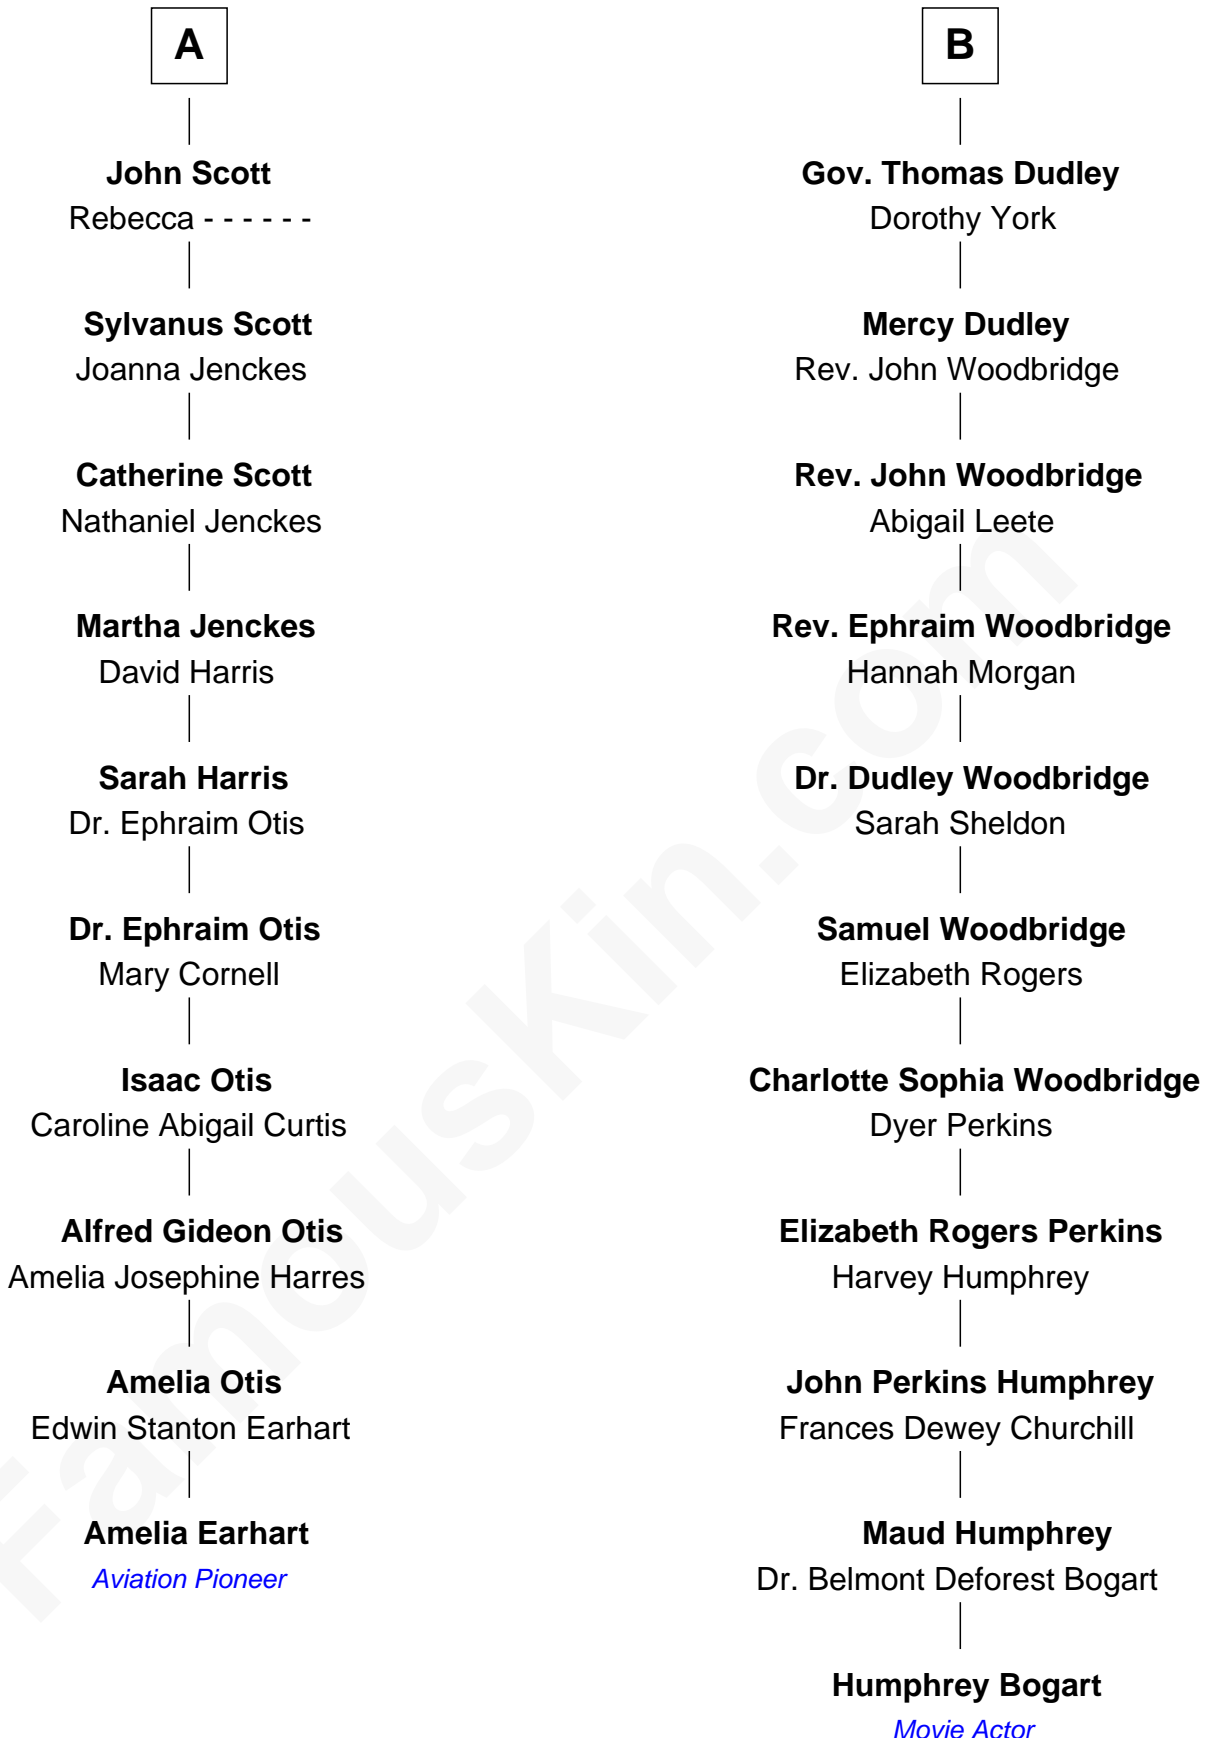 A
John Scott
Rebecca - - - - - -
Sylvanus Scott
Joanna Jenckes
Catherine Scott
Nathaniel Jenckes
Martha Jenckes
David Harris
Sarah Harris
Dr. Ephraim Otis
Dr. Ephraim Otis
Mary Cornell
Isaac Otis
Caroline Abigail Curtis
Alfred Gideon Otis
Amelia Josephine Harres
Amelia Otis
Edwin Stanton Earhart
Amelia Earhart
Aviation Pioneer
B
Gov. Thomas Dudley
Dorothy York
Mercy Dudley
Rev. John Woodbridge
Rev. John Woodbridge
Abigail Leete
Rev. Ephraim Woodbridge
Hannah Morgan
Dr. Dudley Woodbridge
Sarah Sheldon
Samuel Woodbridge
Elizabeth Rogers
Charlotte Sophia Woodbridge
Dyer Perkins
Elizabeth Rogers Perkins
Harvey Humphrey
John Perkins Humphrey
Frances Dewey Churchill
Maud Humphrey
Dr. Belmont Deforest Bogart
Humphrey Bogart
Movie Actor
FamousKin.com